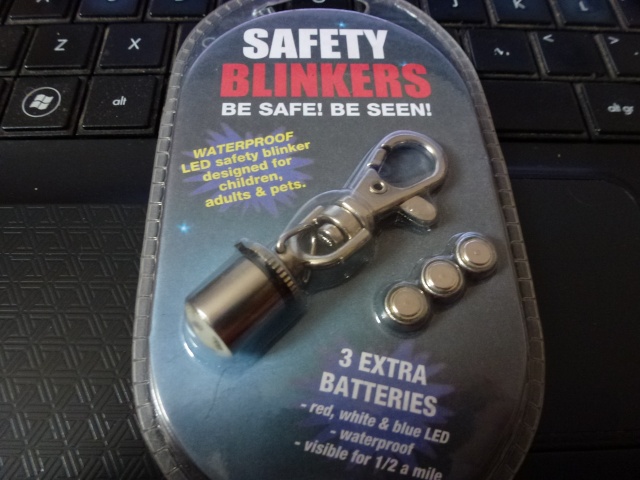 SAFETY
BLINKERS
BE SAFE! BE SEEN!
WATERPROOF
LED safety blinker
designed for
children,
adults & pets.
3 EXTRA
BATTERIES
- red, white & blue LED
- waterproof
- visible for 1/2 a mile
Z
X
alt
alt gr